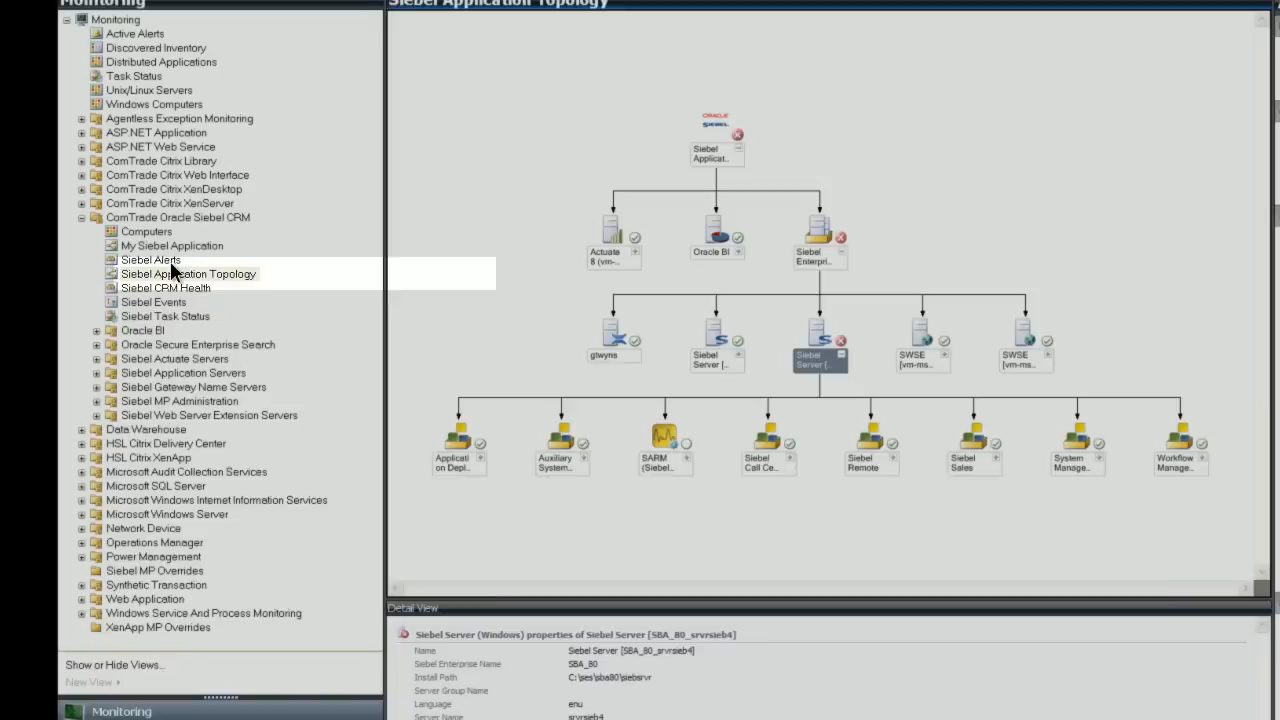 Monitoring
Siebel Application Topology
Monitoring
Active Alerts
Discovered Inventory
Distributed Applications
Task Status
Unix/Linux Servers
Windows Computers
Agentless Exception Monitoring
ASP.NET Application
ASP.NET Web Service
ComTrade Citrix Library
ComTrade Citrix Web Interface
ComTrade Citrix XenDesktop
ComTrade Citrix XenServer
ComTrade Oracle Siebel CRM
Computers
My Siebel Application
Siebel Alerts
Siebel Application Topology
Siebel CRM Health
Siebel Events
Siebel Task Status
Oracle BI
Oracle Secure Enterprise Search
Siebel Actuate Servers
Siebel Application Servers
Siebel Gateway Name Servers
Siebel MP Administration
Siebel Web Server Extension Servers
Data Warehouse
HSL Citrix Delivery Center
HSL Citrix XenApp
Microsoft Audit Collection Services
Microsoft SQL Server
Microsoft Windows Internet Information Services
Microsoft Windows Server
Network Device
Operations Manager
Power Management
Siebel MP Overrides
Synthetic Transaction
Web Application
Windows Service And Process Monitoring
XenApp MP Overrides
Show or Hide Views...
New View
Monitoring
ORACLE
SIEBEL
Siebel
Applicat..
Actuate
8 (vm-..
Oracle BI
Siebel
Enterpri..
gtwyns
Siebel
Server [..
Siebel
Server [..
SWSE
[vm-ms..
SWSE
[vm-ms..
Applicati
on Depl..
Auxiliary
System..
SARM
(Siebel..
Siebel
Call Ce..
Siebel
Remote
Siebel
Sales
System
Manage..
Workflow
Manage..
Detail View
Siebel Server (Windows) properties of Siebel Server [SBA_80_srvrsieb4]
Name Siebel Server [SBA_80_srvrsieb4]
Siebel Enterprise Name SBA_80
Install Path C:\ses\sba80\siebsrvr
Server Group Name
Language enu
Server Name srvrsieb4